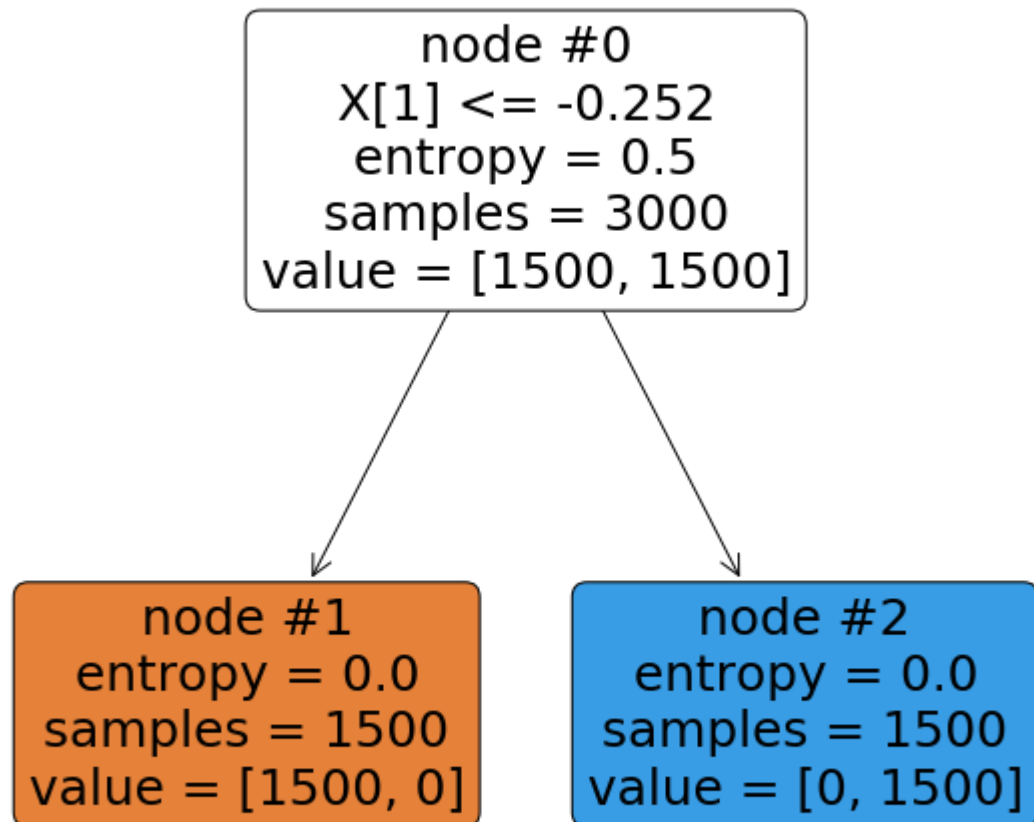 node #0
X[1] <= -0.252
entropy = 0.5
samples = 3000
value = [1500, 1500]
node #1
entropy = 0.0
samples = 1500
value = [1500, 0]
node #2
entropy = 0.0
samples = 1500
value = [0, 1500]